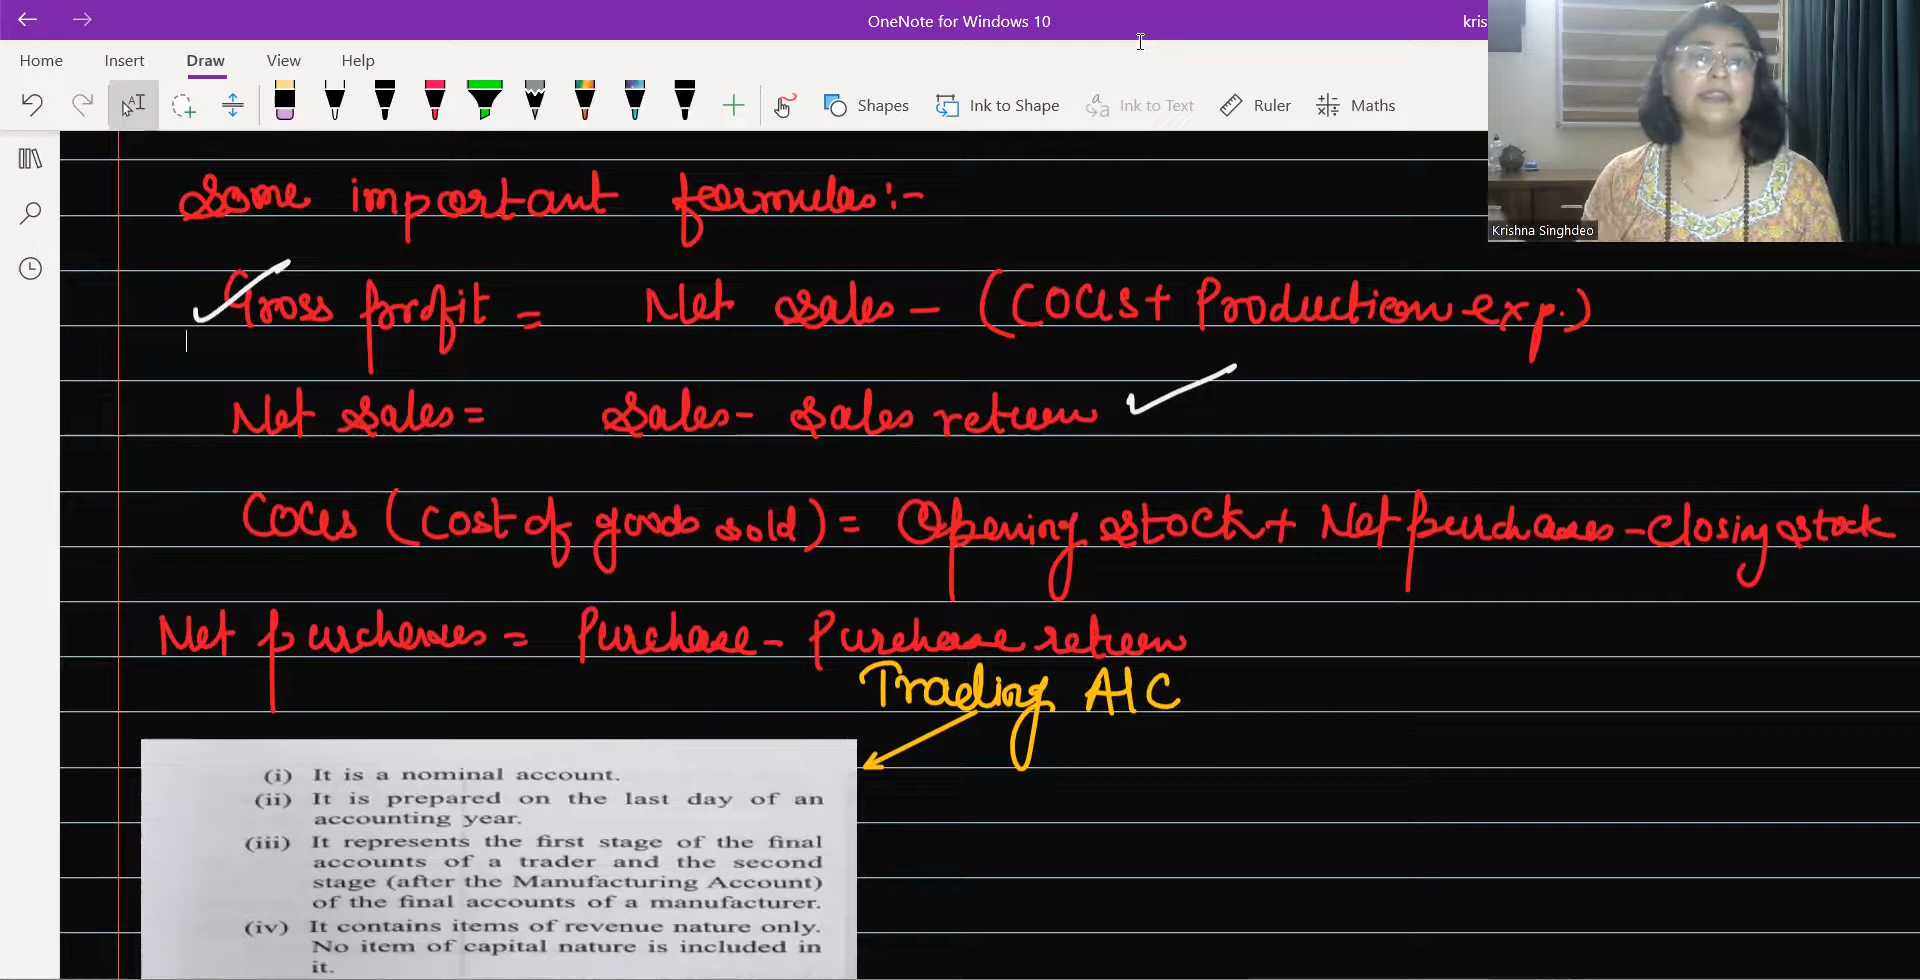 OneNote for Windows 10
kris
Home Insert Draw View Help
Shapes Ink to Shape Ink to Text Ruler Maths
Krishna Singhdeo
Some important formulas:-
Gross profit = Net sales - (COGS + Production exp.)
Net sales = Sales - Sales return
COGS (cost of goods sold) = Opening stock + Net purchases - closing stock
Net purchases = Purchase - Purchase return
Trading A/C
(i) It is a nominal account.
(ii) It is prepared on the last day of an
accounting year.
(iii) It represents the first stage of the final
accounts of a trader and the second
stage (after the Manufacturing Account)
of the final accounts of a manufacturer.
(iv) It contains items of revenue nature only.
No item of capital nature is included in
it.